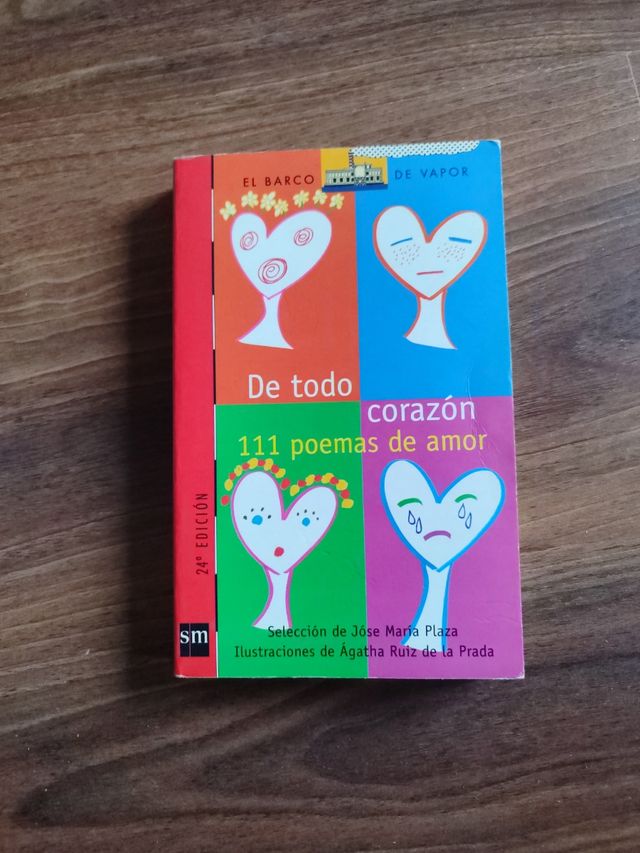 EL BARCO DE VAPOR
De todo
corazón
111 poemas de amor
24ª EDICIÓN
sm
Selección de Jóse María Plaza
Ilustraciones de Ágatha Ruiz de la Prada